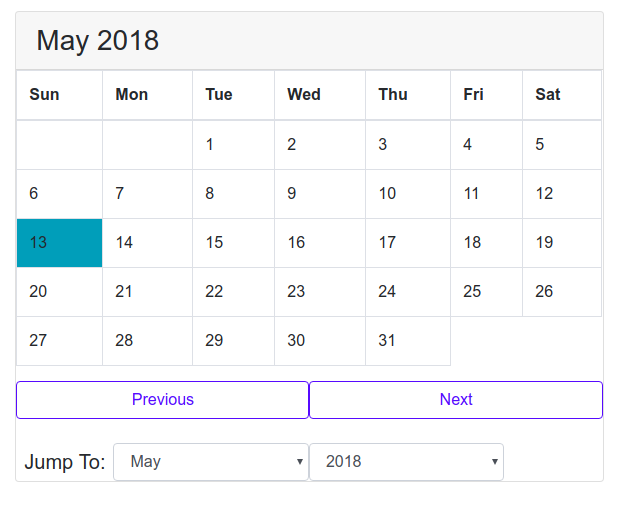 May 2018
Sun Mon Tue Wed Thu Fri Sat
1 2 3 4 5
6 7 8 9 10 11 12
13 14 15 16 17 18 19
20 21 22 23 24 25 26
27 28 29 30 31
Previous Next
Jump To: May 2018